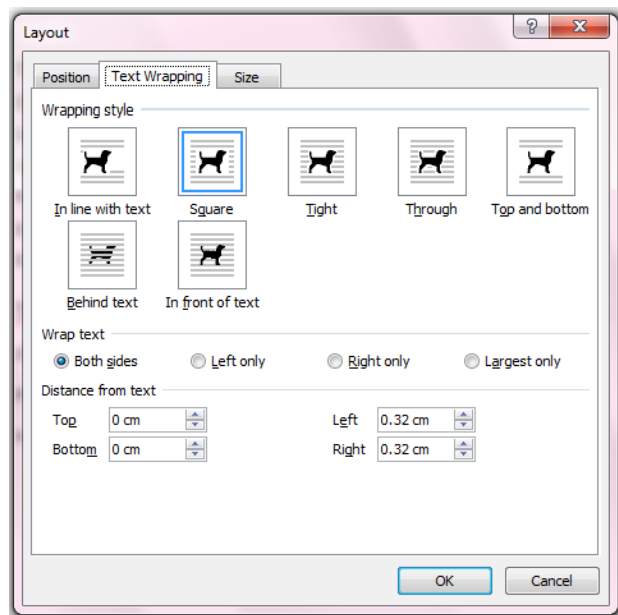 Layout
Position Text Wrapping Size
Wrapping style
In line with text Square Tight Through Top and bottom
Behind text In front of text
Wrap text
Both sides Left only Right only Largest only
Distance from text
Top 0 cm Left 0.32 cm
Bottom 0 cm Right 0.32 cm
OK Cancel